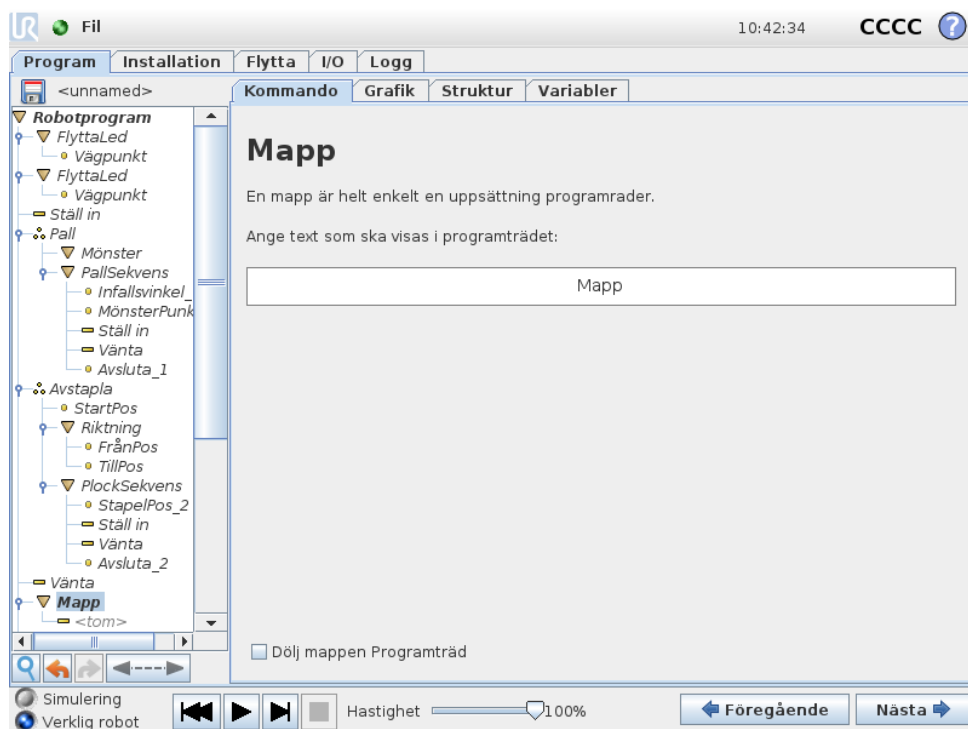 UR Fil 10:42:34 CCCC ?
Program Installation Flytta I/O Logg
<unnamed>
Kommando Grafik Struktur Variabler
Robotprogram
FlyttaLed
Vägpunkt
FlyttaLed
Vägpunkt
Ställ in
Pall
Mönster
PallSekvens
Infallsvinkel_
MönsterPunk
Ställ in
Vänta
Avsluta_1
Avstapla
StartPos
Riktning
FrånPos
TillPos
PlockSekvens
StapelPos_2
Ställ in
Vänta
Avsluta_2
Vänta
Mapp
<tom>
Mapp
En mapp är helt enkelt en uppsättning programrader.
Ange text som ska visas i programträdet:
Mapp
Dölj mappen Programträd
Simulering
Verklig robot
Hastighet 100%
Föregående Nästa